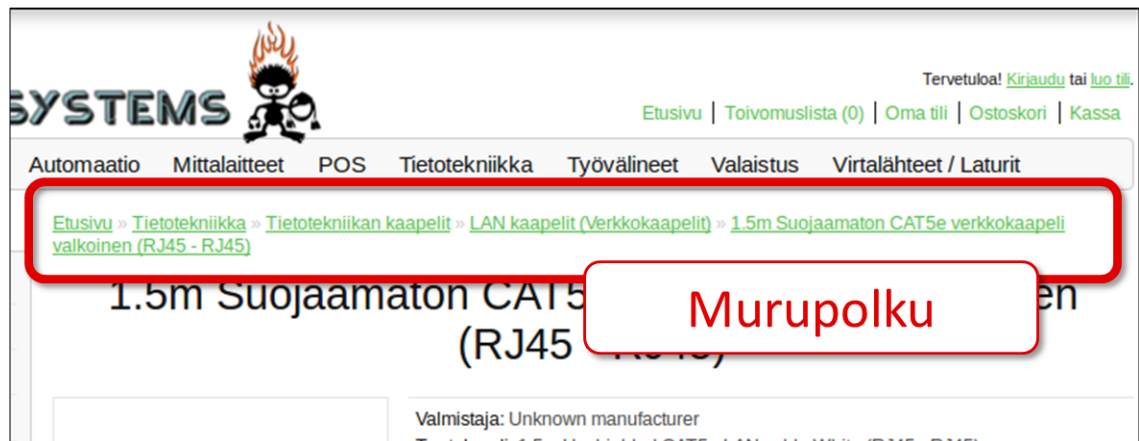 SYSTEMS
Tervetuloa! Kirjaudu tai luo tili.
Etusivu | Toivomuslista (0) | Oma tili | Ostoskori | Kassa
Automaatio Mittalaitteet POS Tietotekniikka Työvälineet Valaistus Virtalähteet / Laturit
Etusivu » Tietotekniikka » Tietotekniikan kaapelit » LAN kaapelit (Verkkokaapelit) » 1.5m Suojaamaton CAT5e verkkokaapeli
valkoinen (RJ45 - RJ45)
1.5m Suojaamaton
Murupolku
(RJ45
Valmistaja: Unknown manufacturer